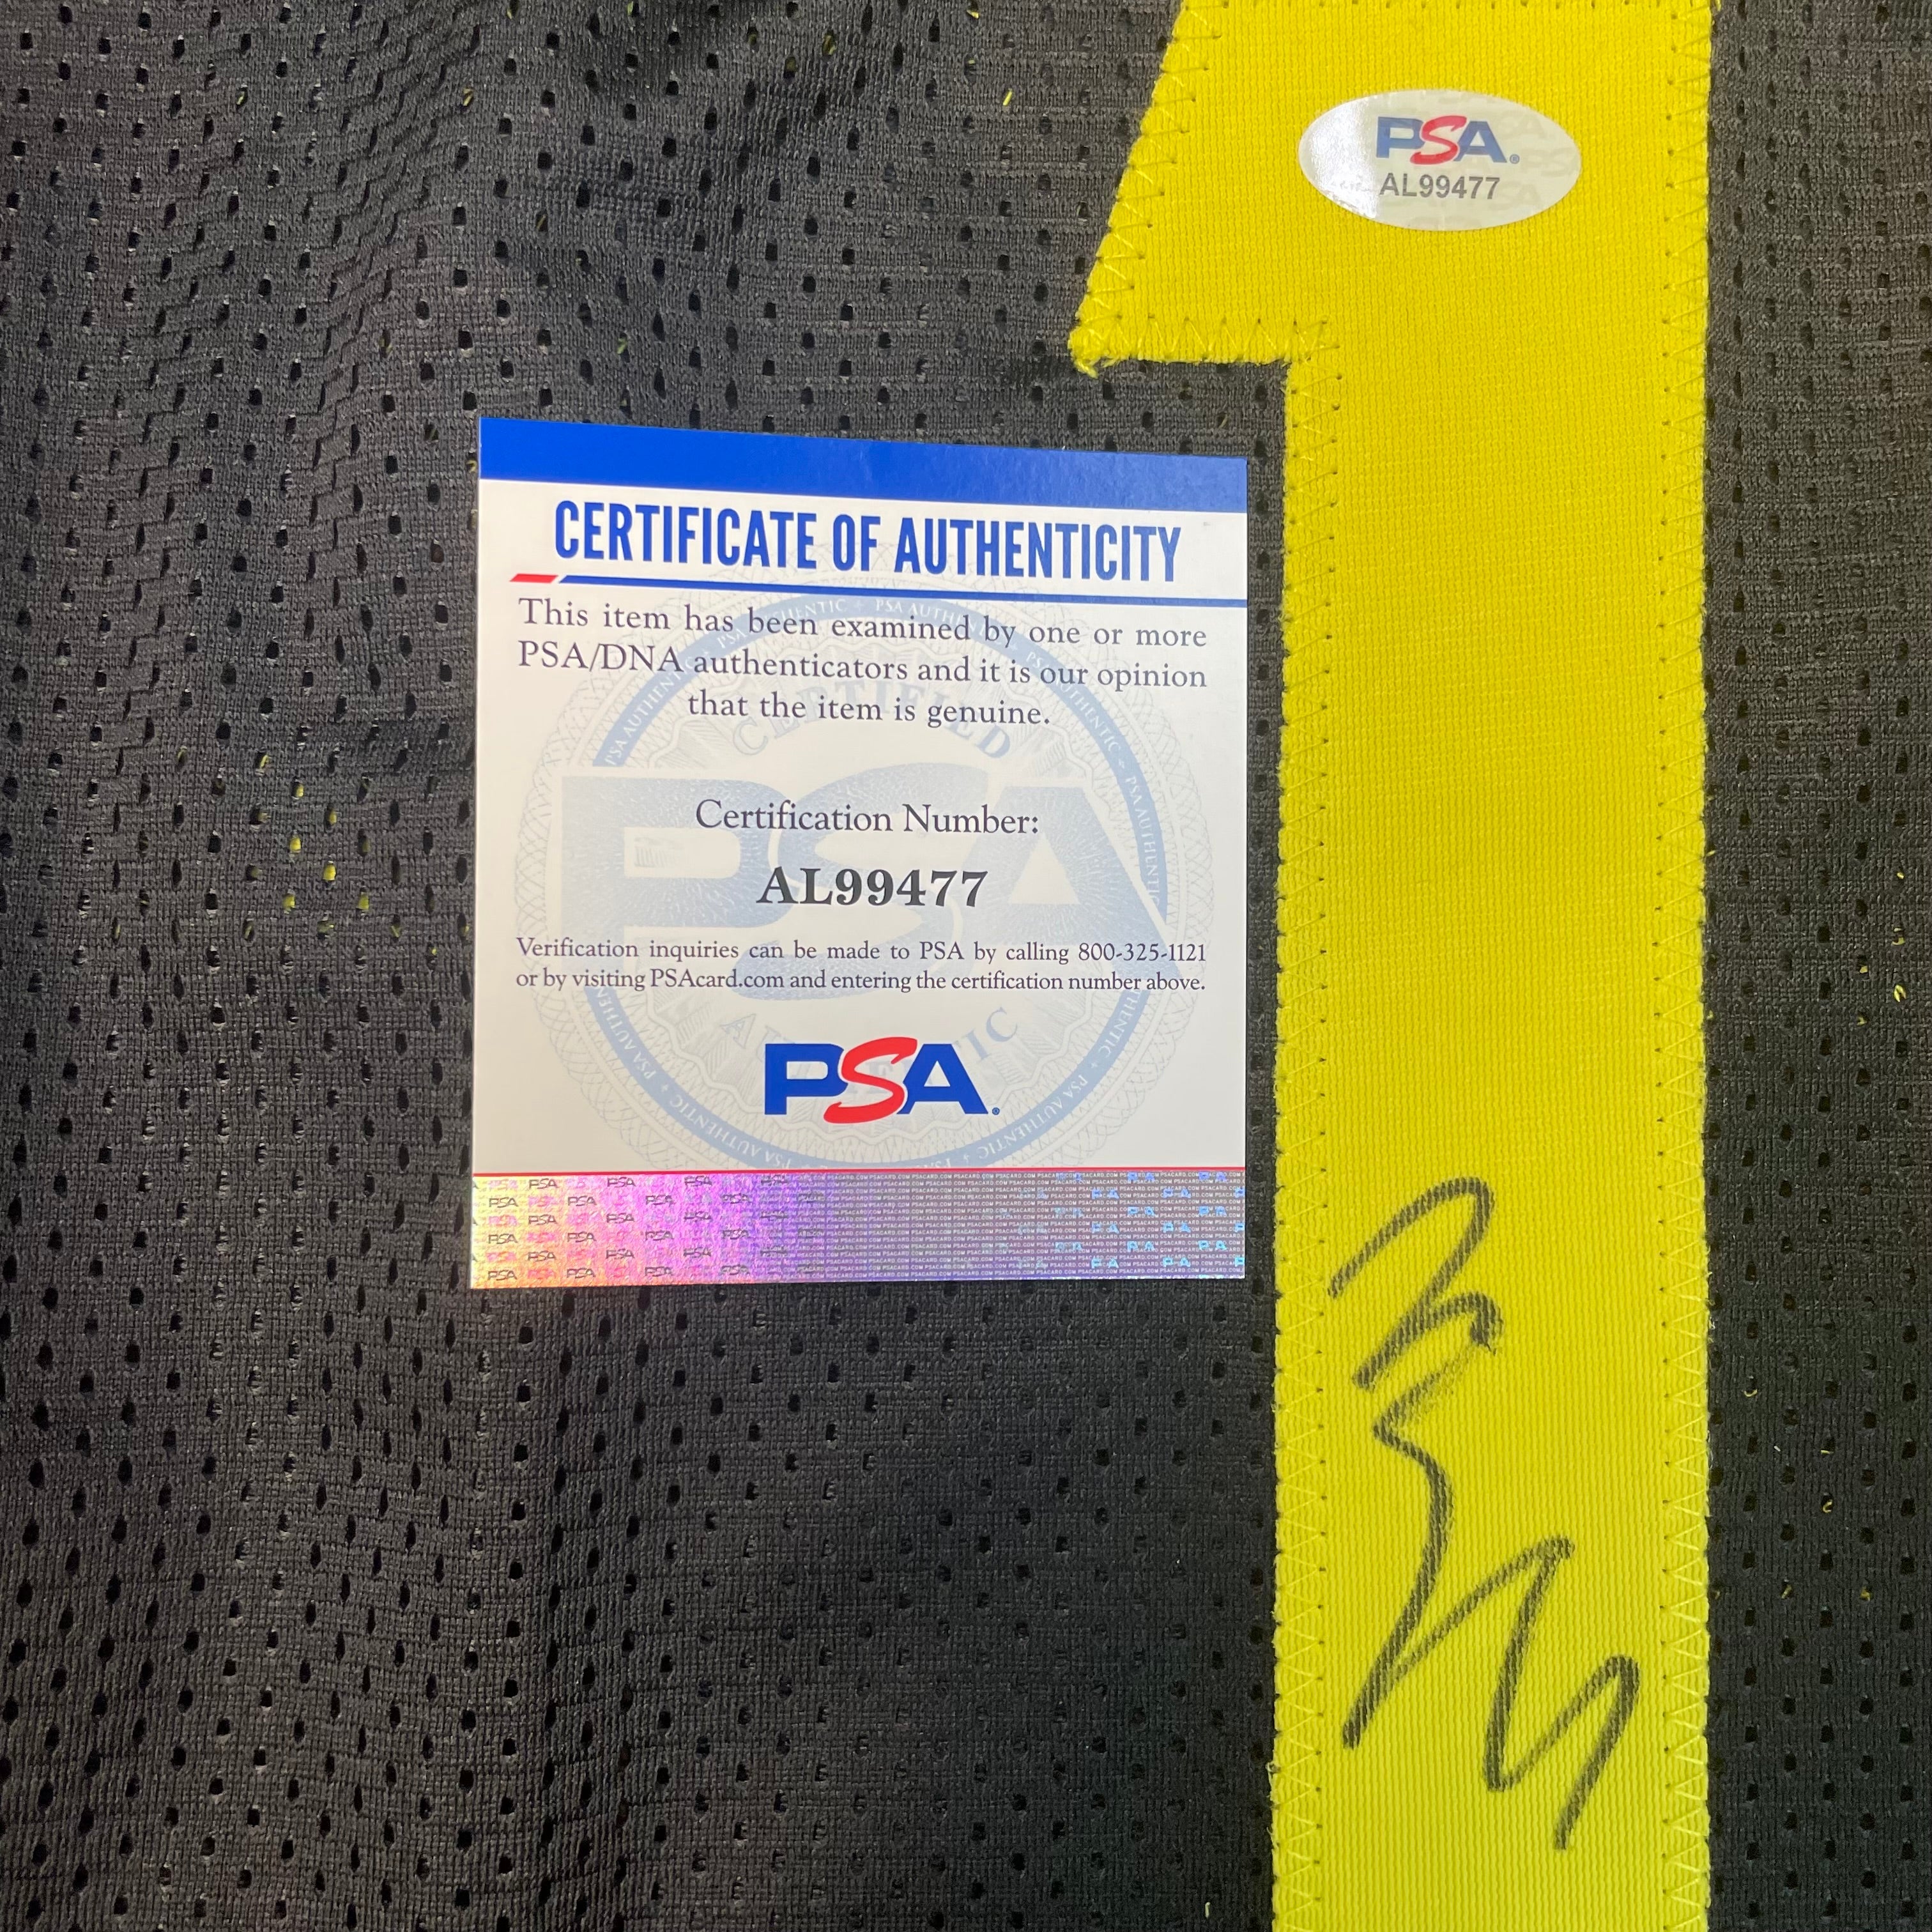 PSA
AL99477
1
CERTIFICATE OF AUTHENTICITY
This item has been examined by one or more
PSA/DNA authenticators and it is our opinion
that the item is genuine.
Certification Number:
AL99477
Verification inquiries can be made to PSA by calling 800-325-1121
or by visiting PSAcard.com and entering the certification number above.
PSA